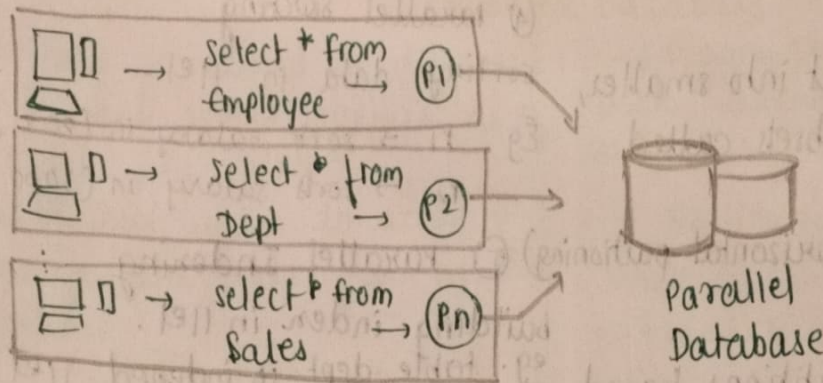 select * from
Employee
P1
select * from
Dept
P2
select * from
Sales
Pn
Parallel
Database